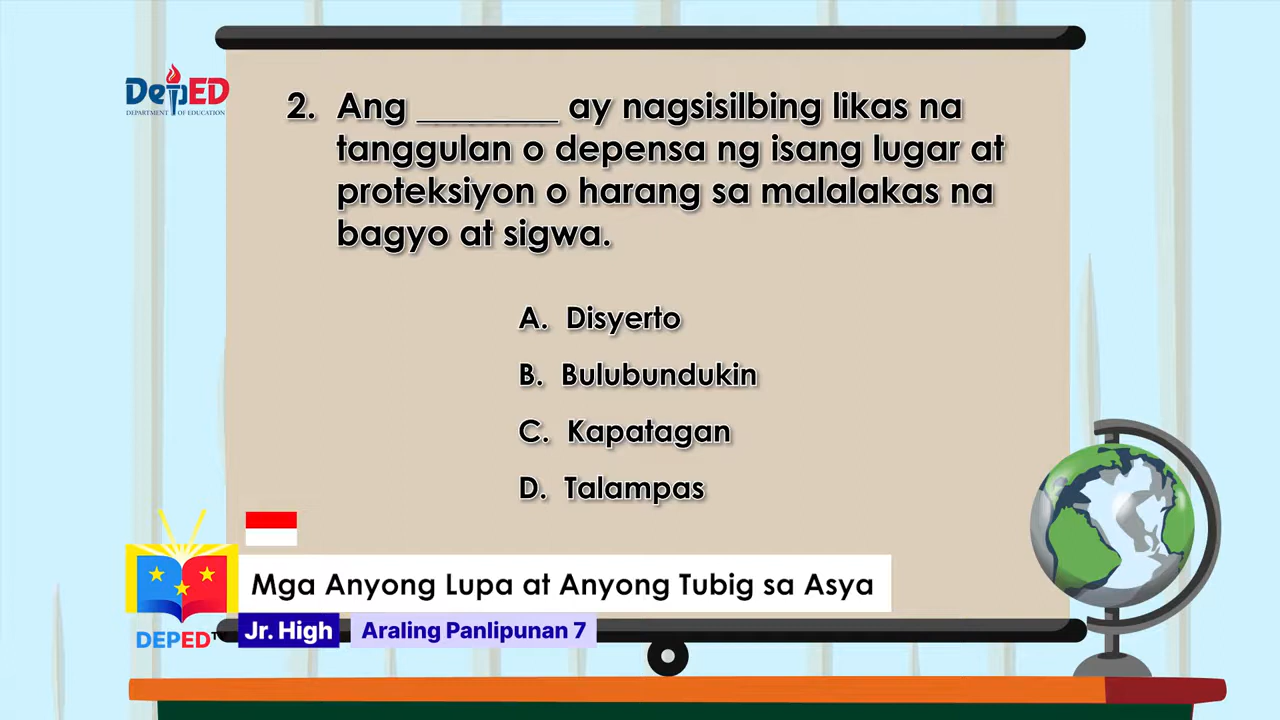 DepED
DEPARTMENT OF EDUCATION
2. Ang ________ ay nagsisilbing likas na
tanggulan o depensa ng isang lugar at
proteksiyon o harang sa malalakas na
bagyo at sigwa.
A. Disyerto
B. Bulubundukin
C. Kapatagan
D. Talampas
Mga Anyong Lupa at Anyong Tubig sa Asya
DEPED TV
Jr. High
Araling Panlipunan 7